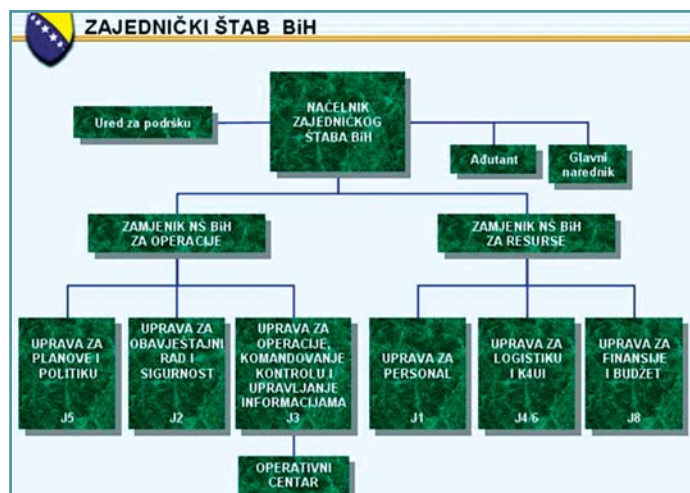 ZAJEDNIČKI ŠTAB BiH
NAČELNIK
ZAJEDNIČKOG
ŠTABA BiH
Ured za podršku
Ađutant
Glavni
narednik
ZAMJENIK NŠ BiH
ZA OPERACIJE
ZAMJENIK NŠ BiH
ZA RESURSE
UPRAVA ZA
PLANOVE I
POLITIKU
J5
UPRAVA ZA
OBAVJEŠTAJNI
RAD I
SIGURNOST
J2
UPRAVA ZA
OPERACIJE,
KOMANDOVANJE
KONTROLU I
UPRAVLJANJE
INFORMACIJAMA
J3
UPRAVA ZA
PERSONAL
J1
UPRAVA ZA
LOGISTIKU
I K4UI
J4/6
UPRAVA ZA
FINANSIJE
I BUDŽET
J8
OPERATIVNI
CENTAR